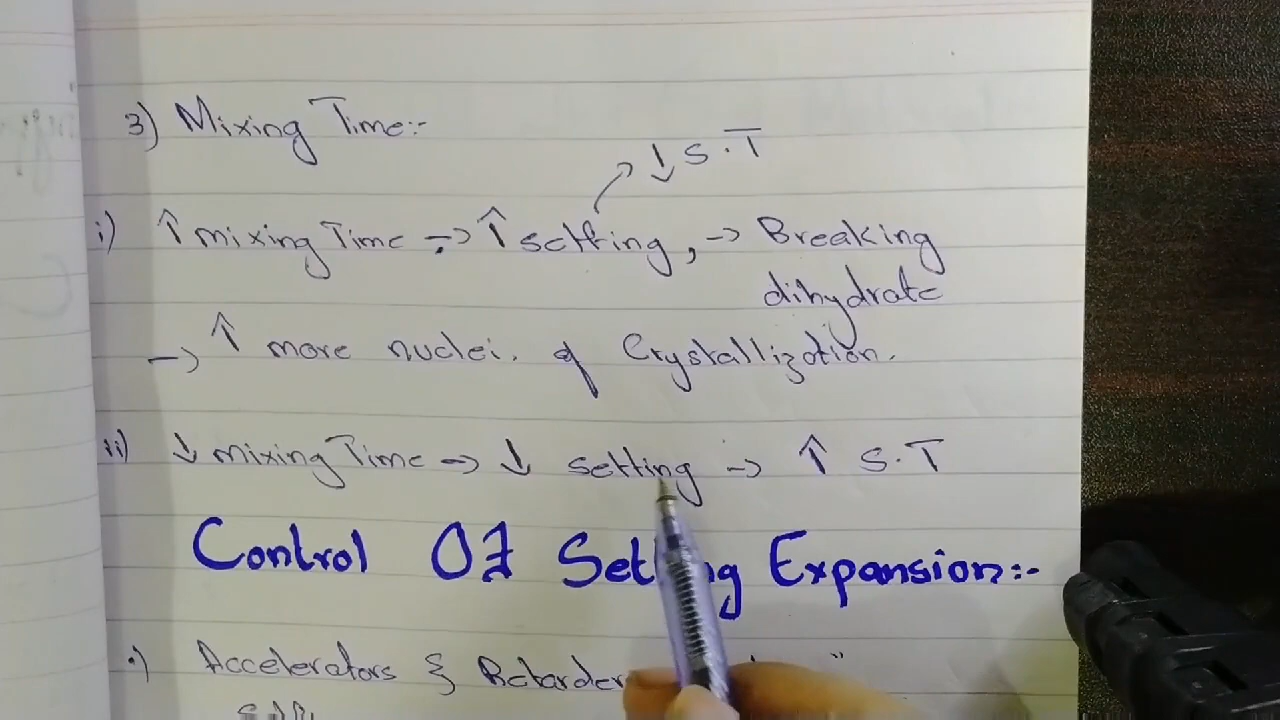 3) Mixing Time:-
↓ S.T
i) ↑ mixing Time => ↑ setting, -> Breaking
dihydrate
-> ↑ more nuclei. of Crystallization.
ii) ↓ mixing Time => ↓ setting -> ↑ S.T
Control Of Setting Expansion:-
•) Accelerators & Retarder